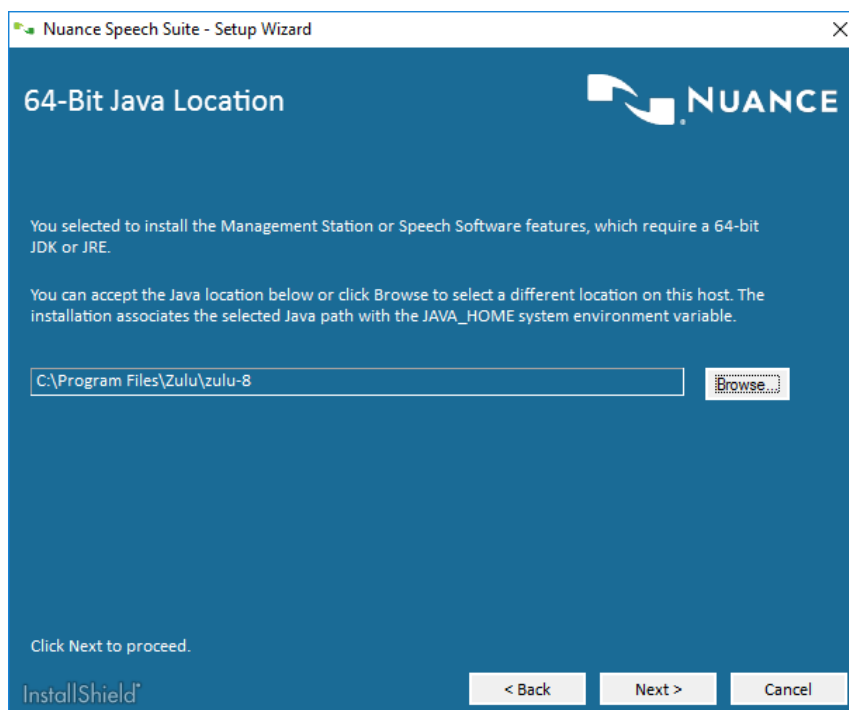 Nuance Speech Suite - Setup Wizard
64-Bit Java Location
NUANCE
You selected to install the Management Station or Speech Software features, which require a 64-bit
JDK or JRE.
You can accept the Java location below or click Browse to select a different location on this host. The
installation associates the selected Java path with the JAVA_HOME system environment variable.
C:\Program Files\Zulu\zulu-8
Browse...
Click Next to proceed.
InstallShield
< Back
Next >
Cancel